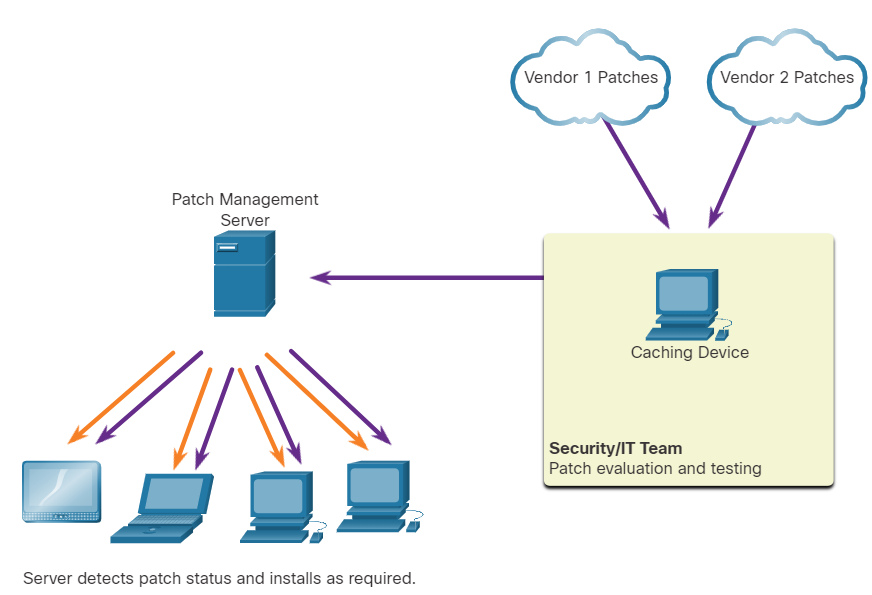 Vendor 1 Patches
Vendor 2 Patches
Patch Management
Server
Caching Device
Security/IT Team
Patch evaluation and testing
Server detects patch status and installs as required.